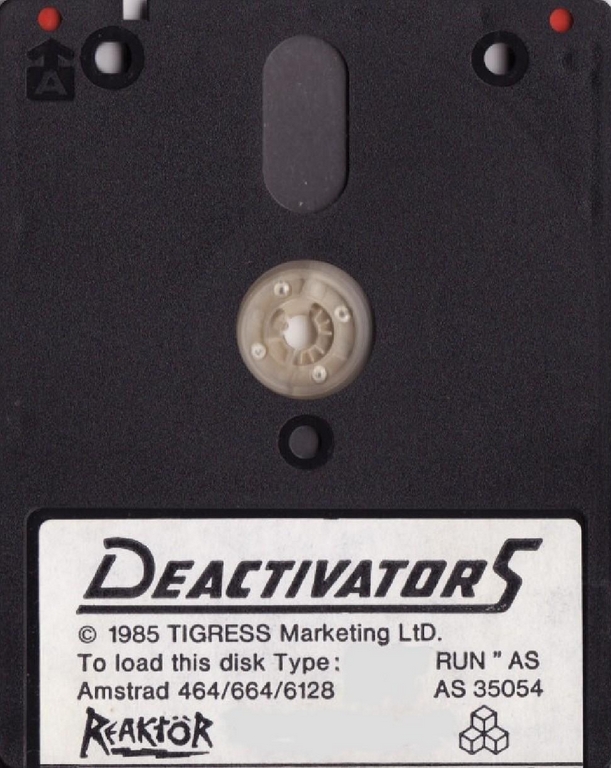 A
DEACTIVATORS
© 1985 TIGRESS Marketing LtD.
To load this disk Type: RUN " AS
Amstrad 464/664/6128 AS 35054
REAKTÖR